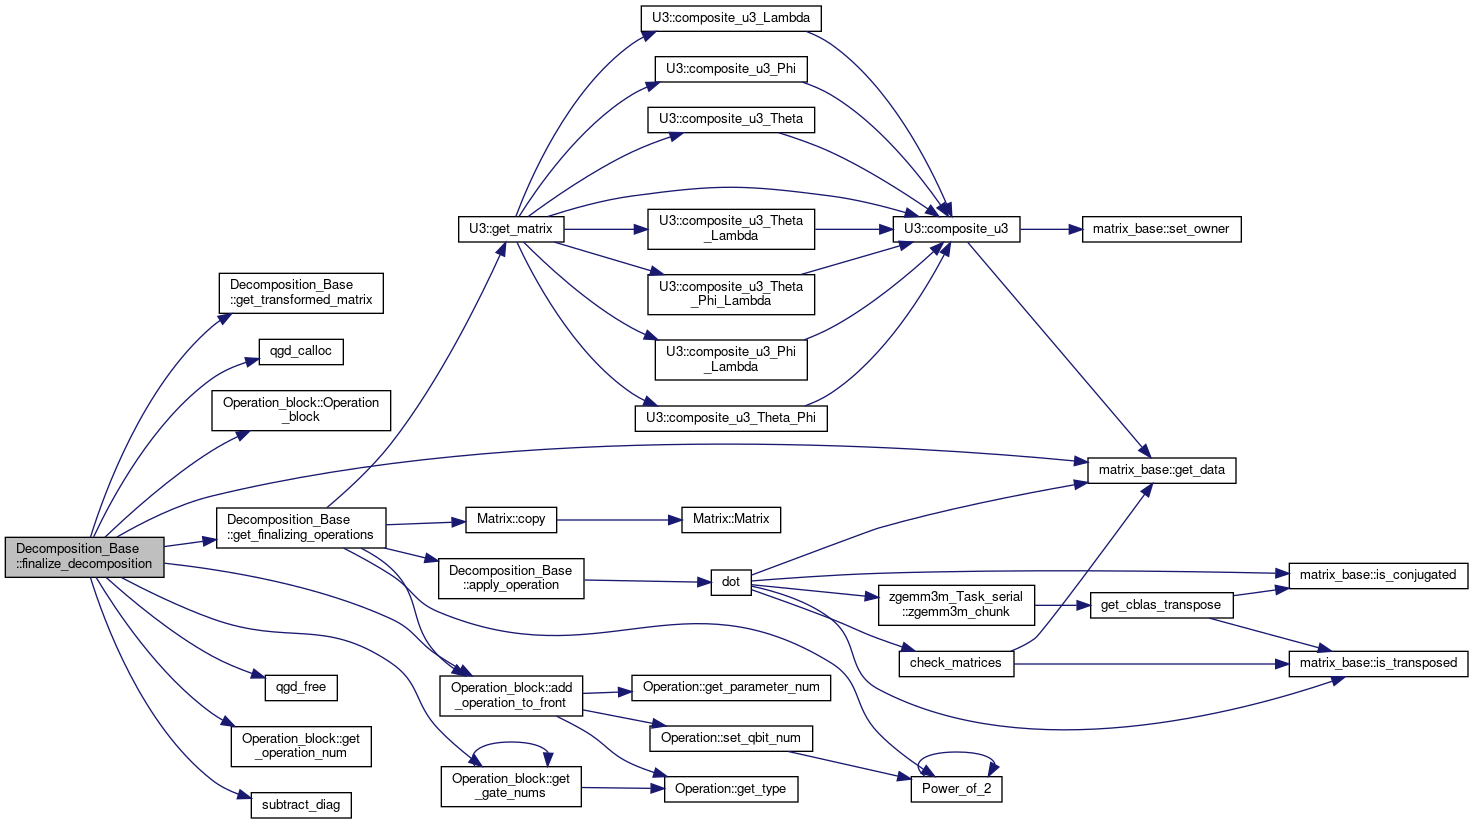 U3::composite_u3_Lambda
U3::composite_u3_Phi
U3::composite_u3_Theta
U3::get_matrix
U3::composite_u3_Theta
_Lambda
U3::composite_u3
matrix_base::set_owner
Decomposition_Base
::get_transformed_matrix
U3::composite_u3_Theta
_Phi_Lambda
qgd_calloc
U3::composite_u3_Phi
_Lambda
Operation_block::Operation
_block
U3::composite_u3_Theta_Phi
matrix_base::get_data
Decomposition_Base
::get_finalizing_operations
Matrix::copy
Matrix::Matrix
Decomposition_Base
::finalize_decomposition
Decomposition_Base
::apply_operation
dot
matrix_base::is_conjugated
zgemm3m_Task_serial
::zgemm3m_chunk
get_cblas_transpose
check_matrices
matrix_base::is_transposed
qgd_free
Operation_block::add
_operation_to_front
Operation::get_parameter_num
Operation_block::get
_operation_num
Operation::set_qbit_num
Operation_block::get
_gate_nums
Operation::get_type
Power_of_2
subtract_diag